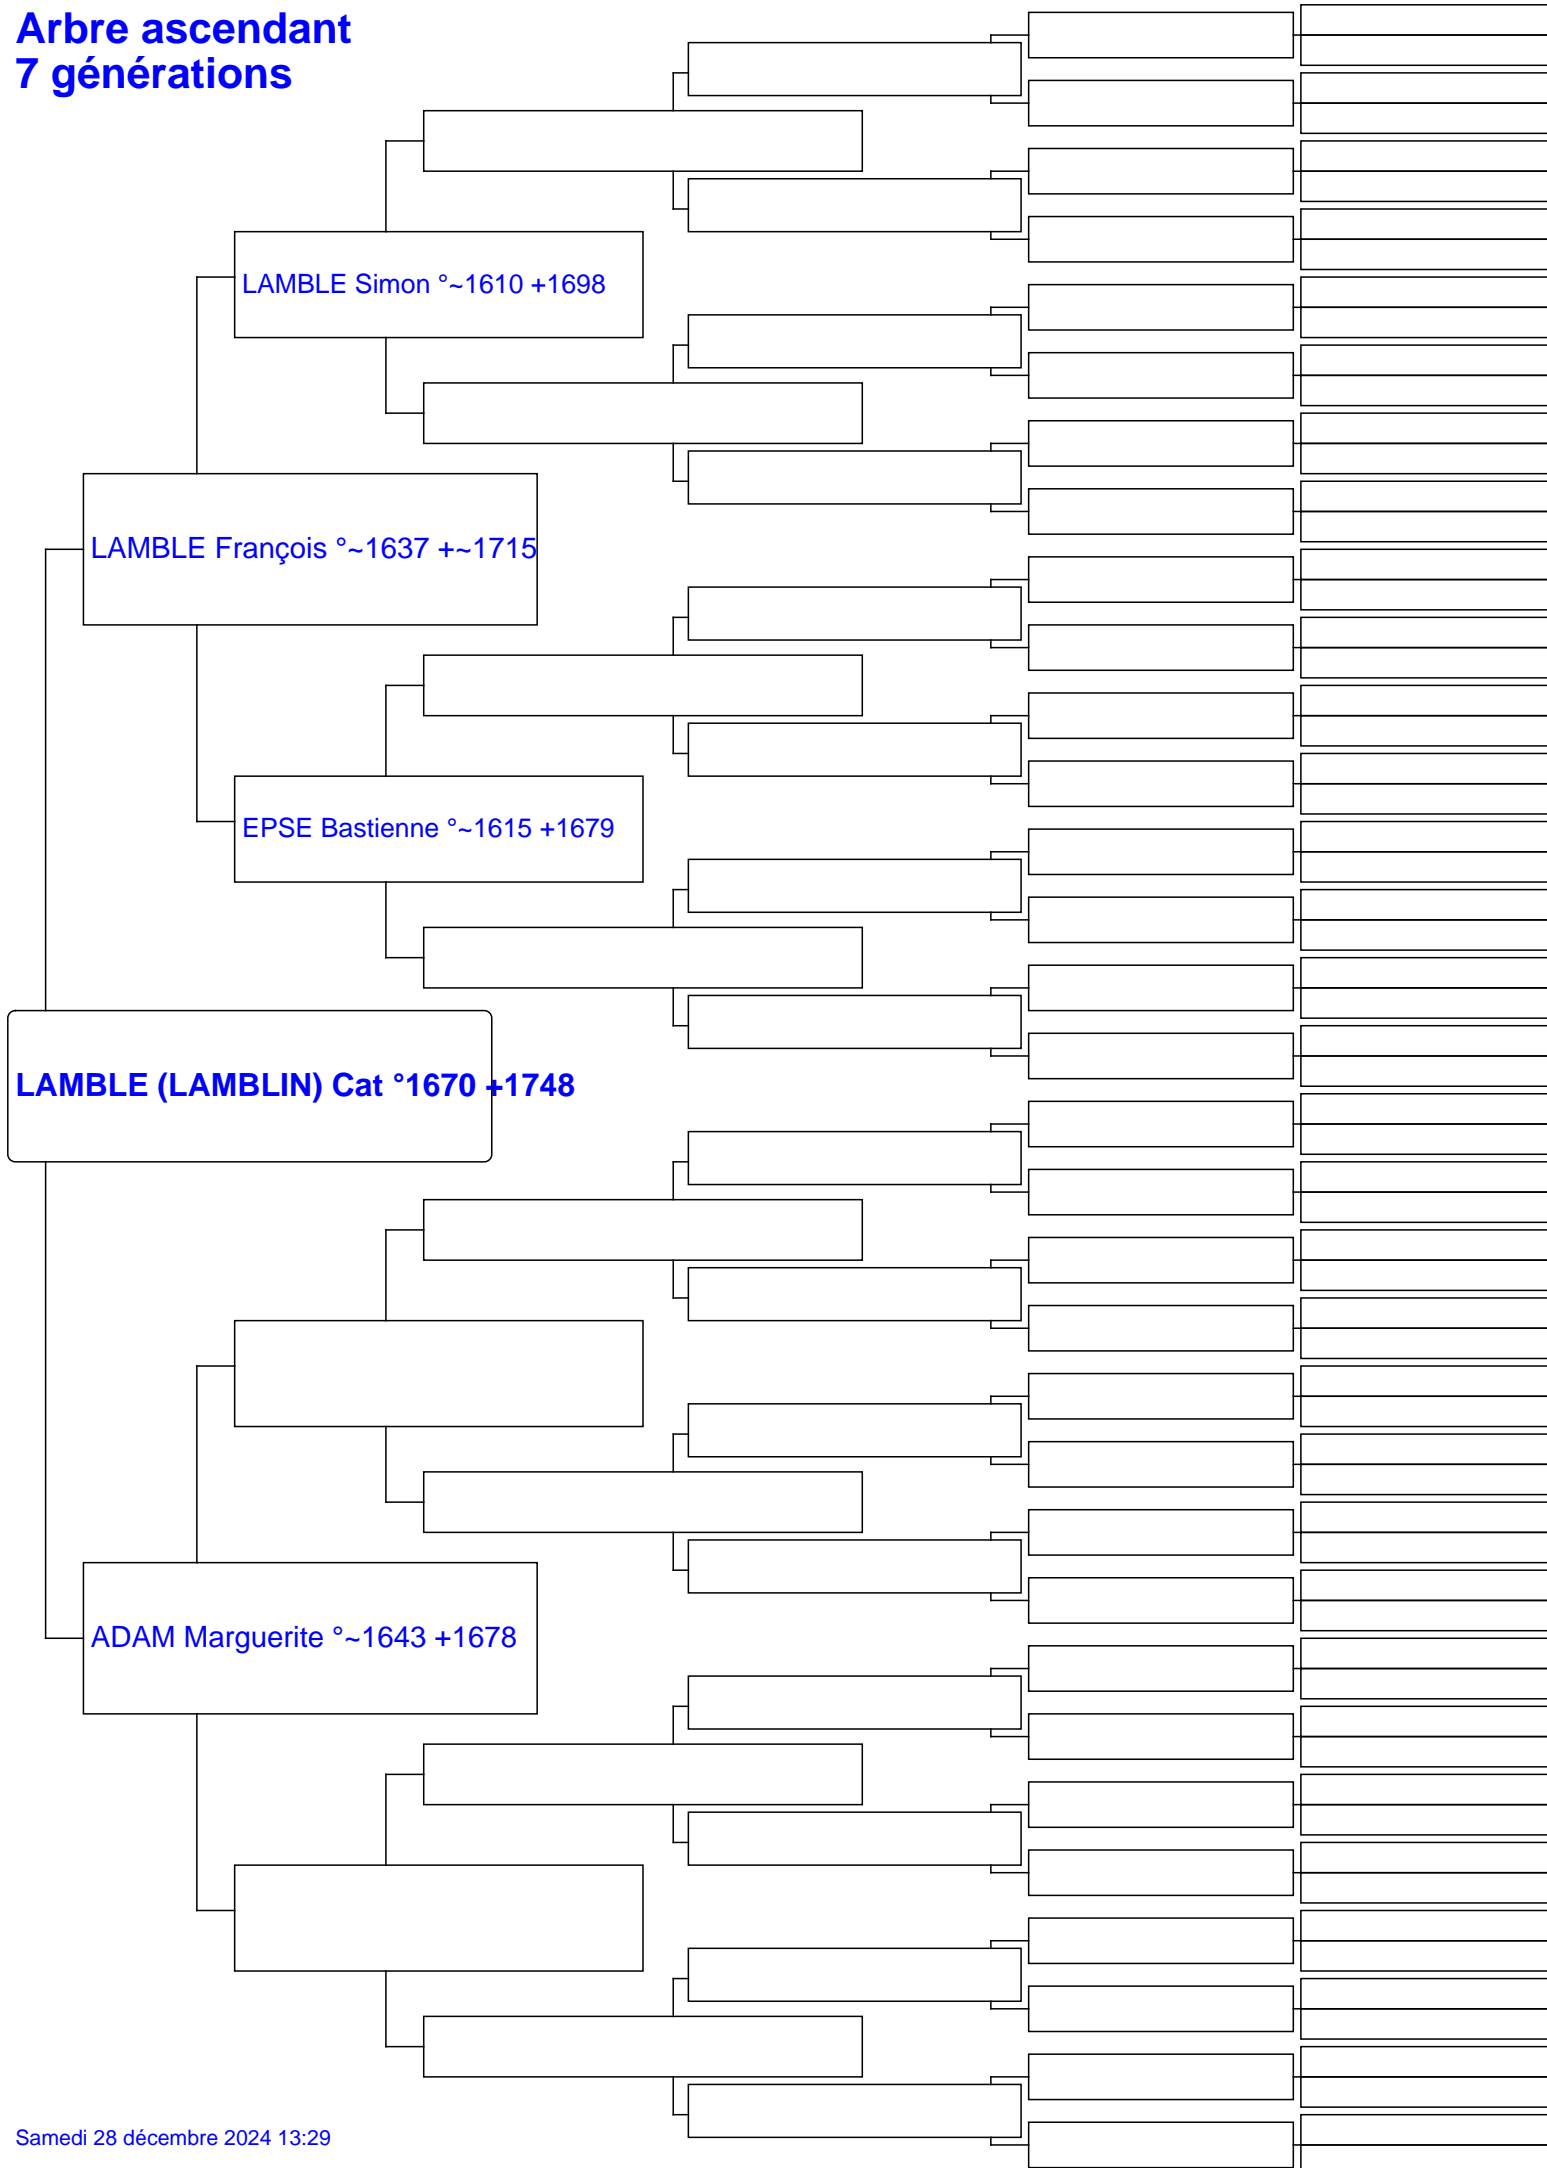 Arbre ascendant
7 générations
LAMBLE Simon °~1610 +1698
LAMBLE François °~1637 +~1715
EPSE Bastienne °~1615 +1679
LAMBLE (LAMBLIN) Cat °1670 +1748
ADAM Marguerite °~1643 +1678
Samedi 28 décembre 2024 13:29